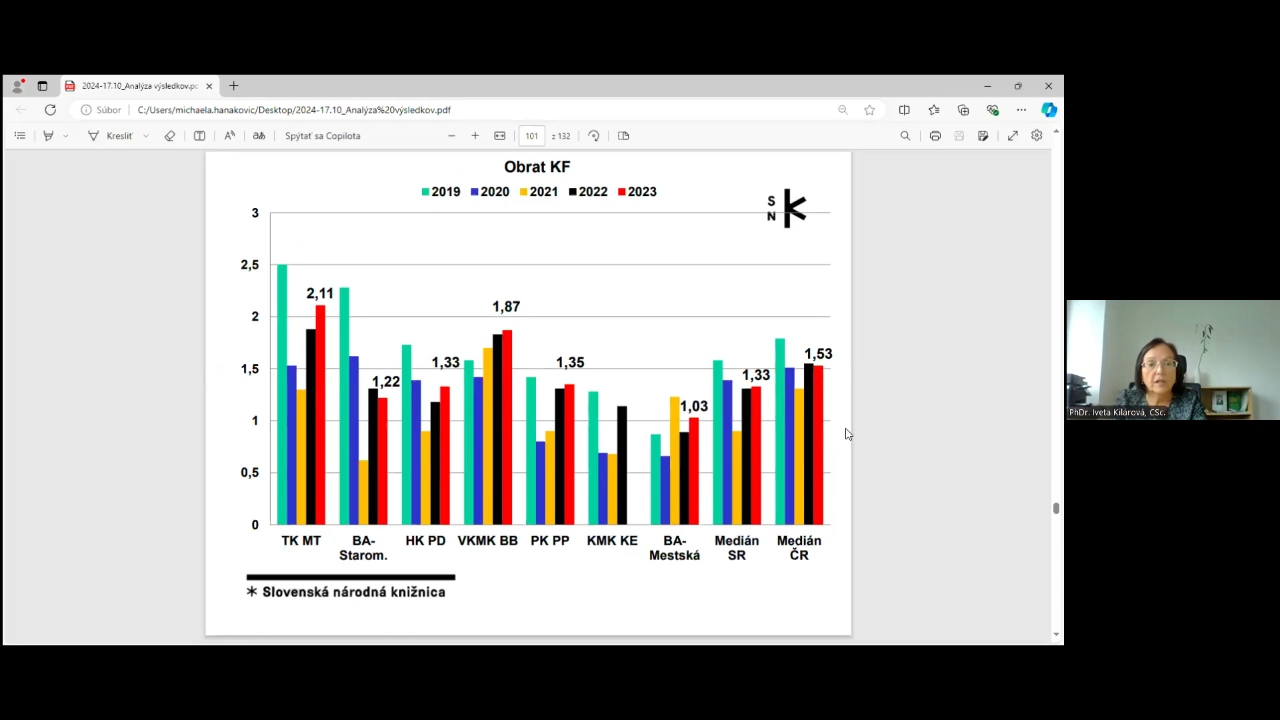 2024-17.10_Analýza výsledkov.pc
Súbor
C:/Users/michaela.hanakovic/Desktop/2024-17.10_Analýza%20výsledkov.pdf
Kresliť
Spýtať sa Copilota
101 z 132
Obrat KF
2019 2020 2021 2022 2023
S
N
3
2,5
2
1,5
1
0,5
0
2,11
1,22
1,33
1,87
1,35
1,03
1,33
1,53
TK MT
BA-
Starom.
HK PD
VKMK BB
PK PP
KMK KE
BA-
Mestská
Medián
SR
Medián
ČR
* Slovenská národná knižnica
PhDr. Iveta Kilárová, CSc.